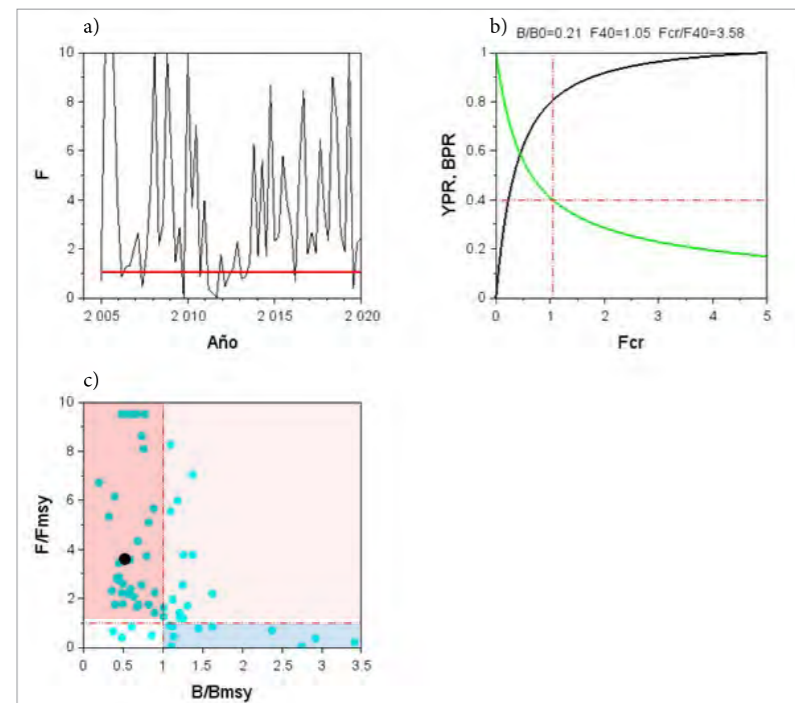 a)
10
8
6
4
2
0
F
2 005 2 010 2 015 2 020
Año
b)
B/B0=0.21 F40=1.05 Fcr/F40=3.58
1
0.8
0.6
0.4
0.2
0
YPR, BPR
0 1 2 3 4 5
Fcr
c)
10
8
6
4
2
0
F/Fmsy
0 0.5 1 1.5 2 2.5 3 3.5
B/Bmsy